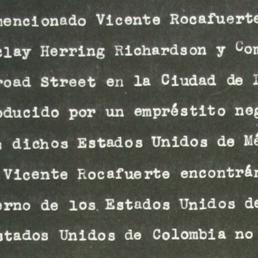 mencionado Vicente Rocafuerte
clay Herring Richardson y Com
road Street en la Ciudad de L
oducido por un empréstito neg
s dichos Estados Unidos de Mé
Vicente Rocafuerte encontrán
erno de los Estados Unidos de
stados Unidos de Colombia no